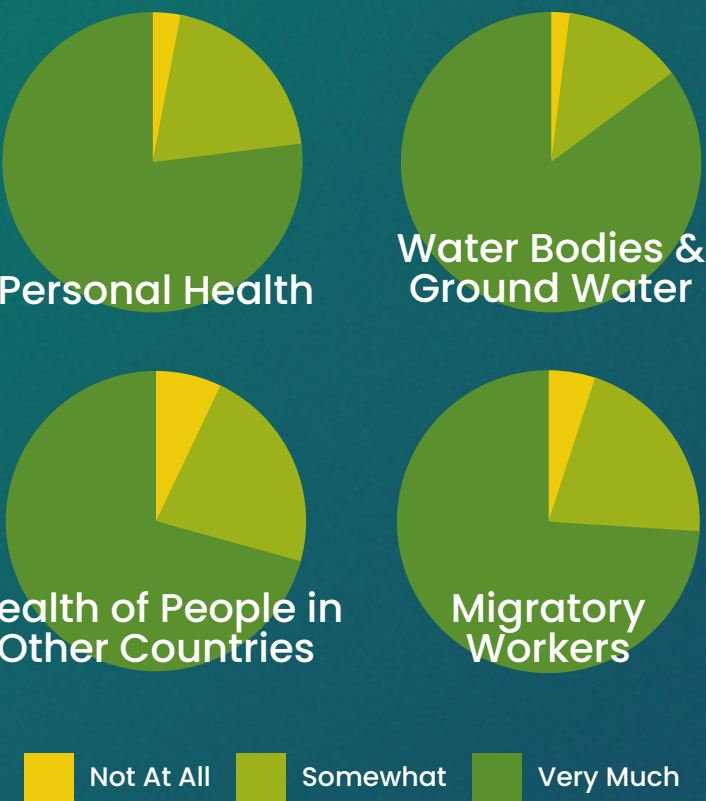 Personal Health
Water Bodies &
Ground Water
ealth of People in
Other Countries
Migratory
Workers
Not At All
Somewhat
Very Much